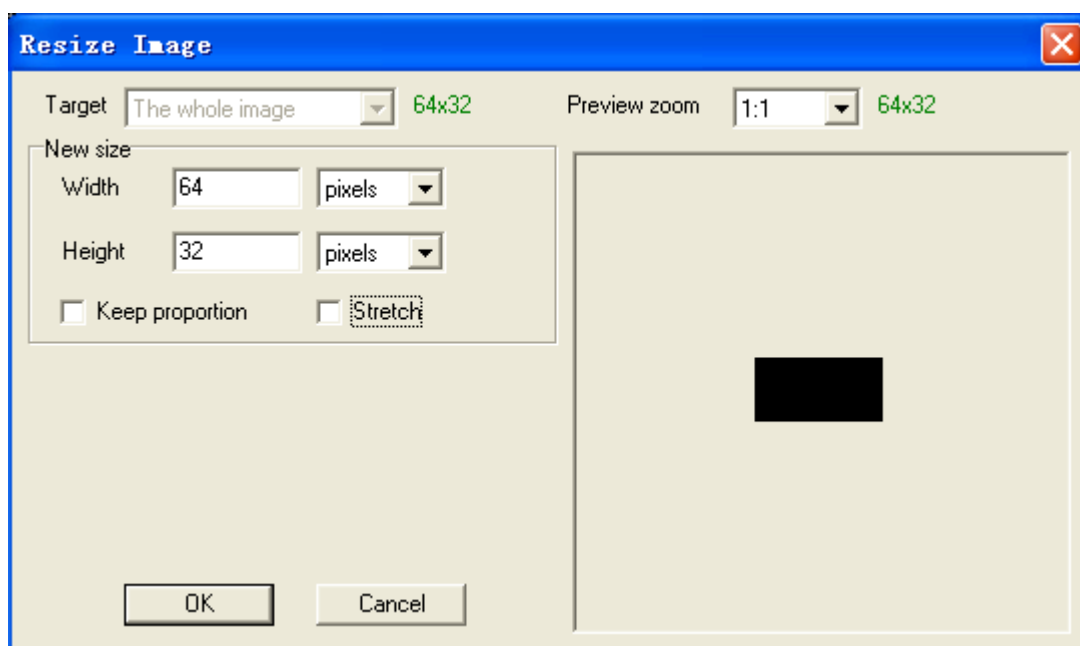 Resize Image
Target The whole image 64x32 Preview zoom 1:1 64x32
New size
Width 64 pixels
Height 32 pixels
Keep proportion Stretch
OK Cancel